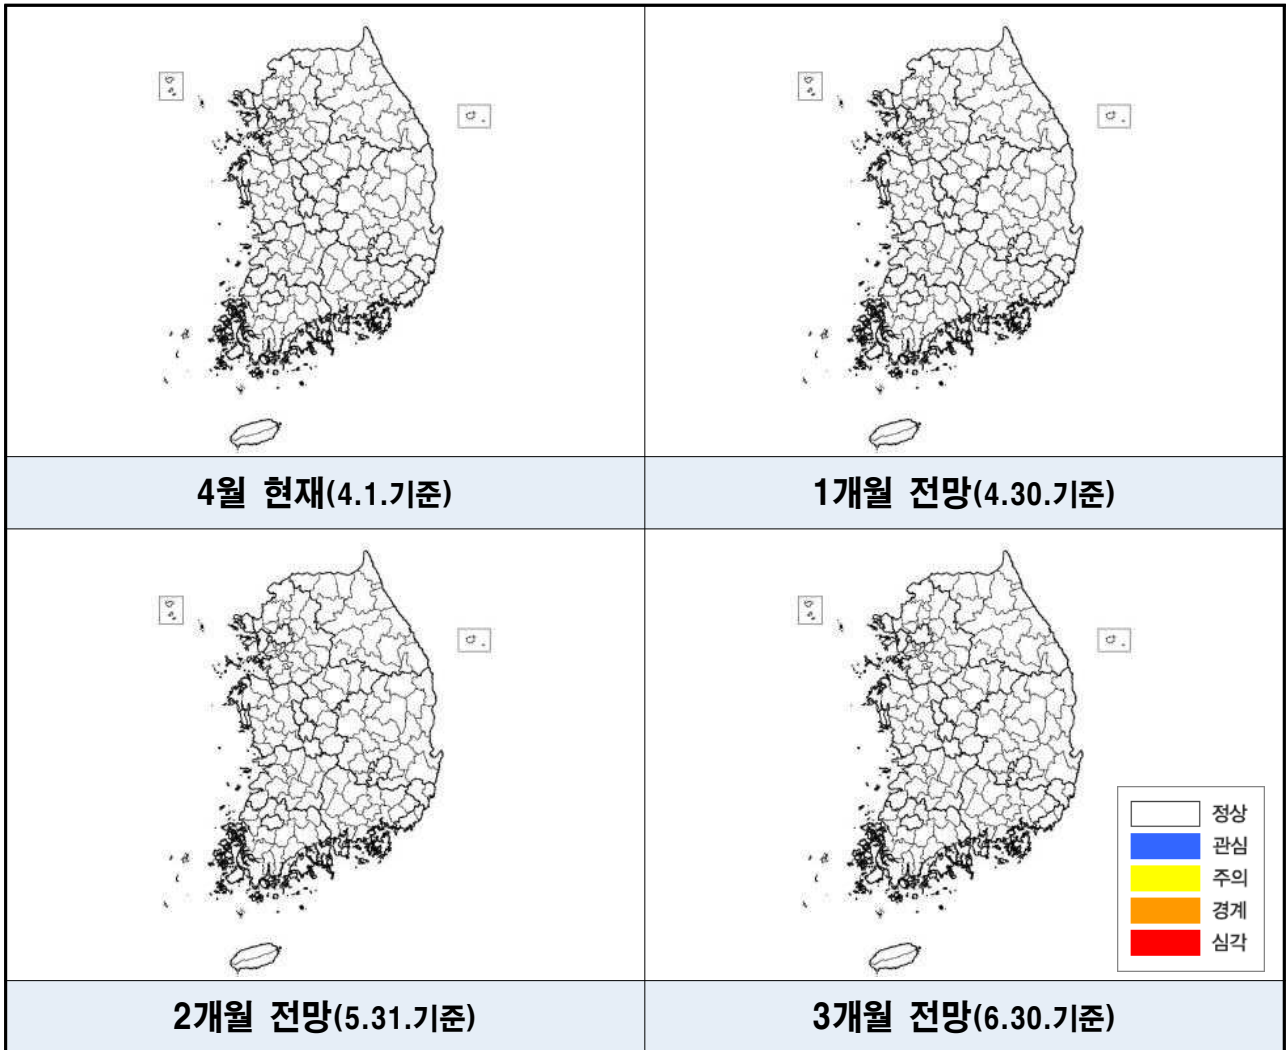 4월 현재(4.1.기준)
1개월 전망(4.30.기준)
정상
관심
주의
경계
심각
2개월 전망(5.31.기준)
3개월 전망(6.30.기준)